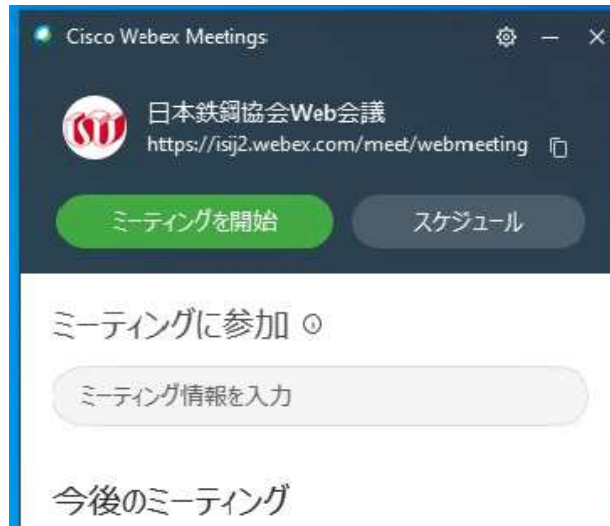 Cisco Webex Meetings
日本鉄鋼協会Web会議
https://isij2.webex.com/meet/webmeeting
ミーティングを開始
スケジュール
ミーティングに参加
ミーティング情報を入力
今後のミーティング